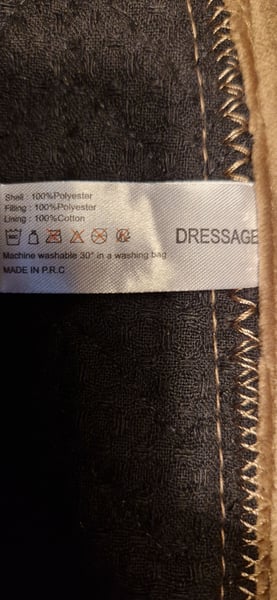 Shell : 100%Polyester
Filling : 100%Polyester
Lining : 100%Cotton
DRESSAGE
Machine washable 30° in a washing bag
MADE IN P.R.C